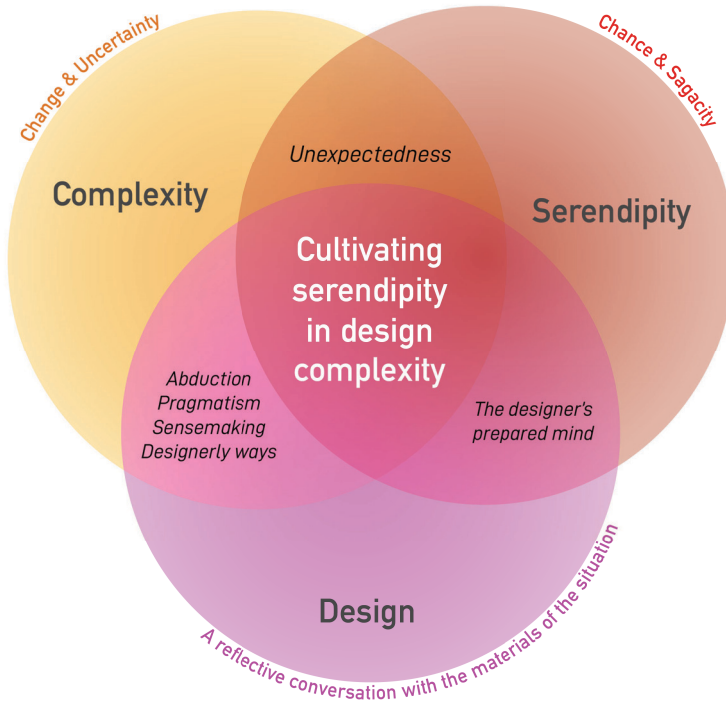 Change & Uncertainty
Chance & Sagacity
Unexpectedness
Complexity
Serendipity
Cultivating
serendipity
in design
complexity
Abduction
Pragmatism
Sensemaking
Designerly ways
The designer's
prepared mind
Design
A reflective conversation with the materials of the situation